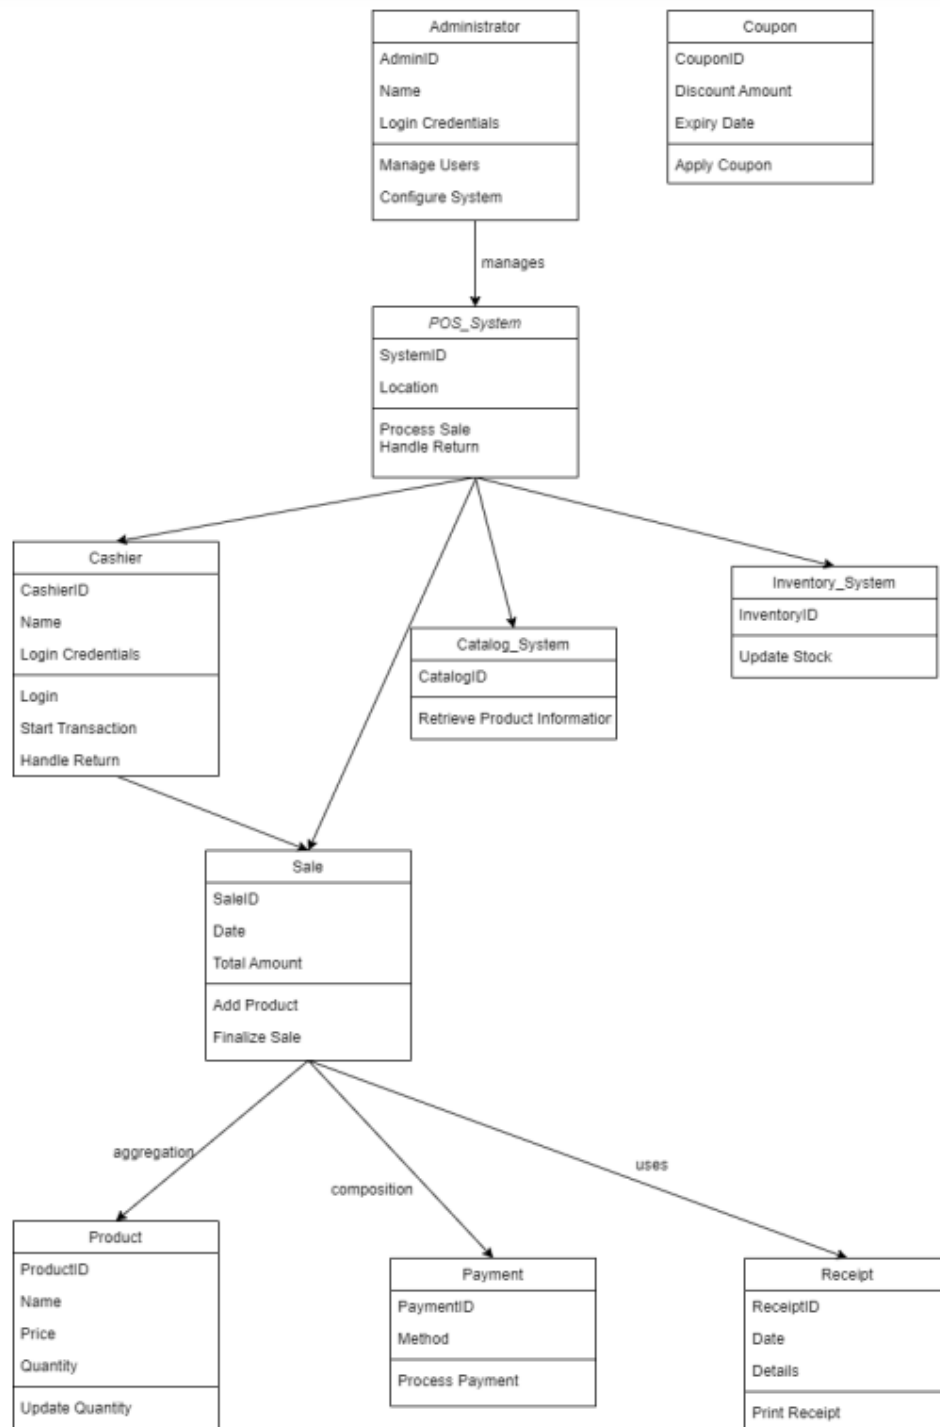 Administrator
AdminID
Name
Login Credentials
Manage Users
Configure System
Coupon
CouponID
Discount Amount
Expiry Date
Apply Coupon
manages
POS_System
SystemID
Location
Process Sale
Handle Return
Cashier
CashierID
Name
Login Credentials
Login
Start Transaction
Handle Return
Catalog_System
CatalogID
Retrieve Product Information
Inventory_System
InventoryID
Update Stock
Sale
SaleID
Date
Total Amount
Add Product
Finalize Sale
aggregation
composition
uses
Product
ProductID
Name
Price
Quantity
Update Quantity
Payment
PaymentID
Method
Process Payment
Receipt
ReceiptID
Date
Details
Print Receipt